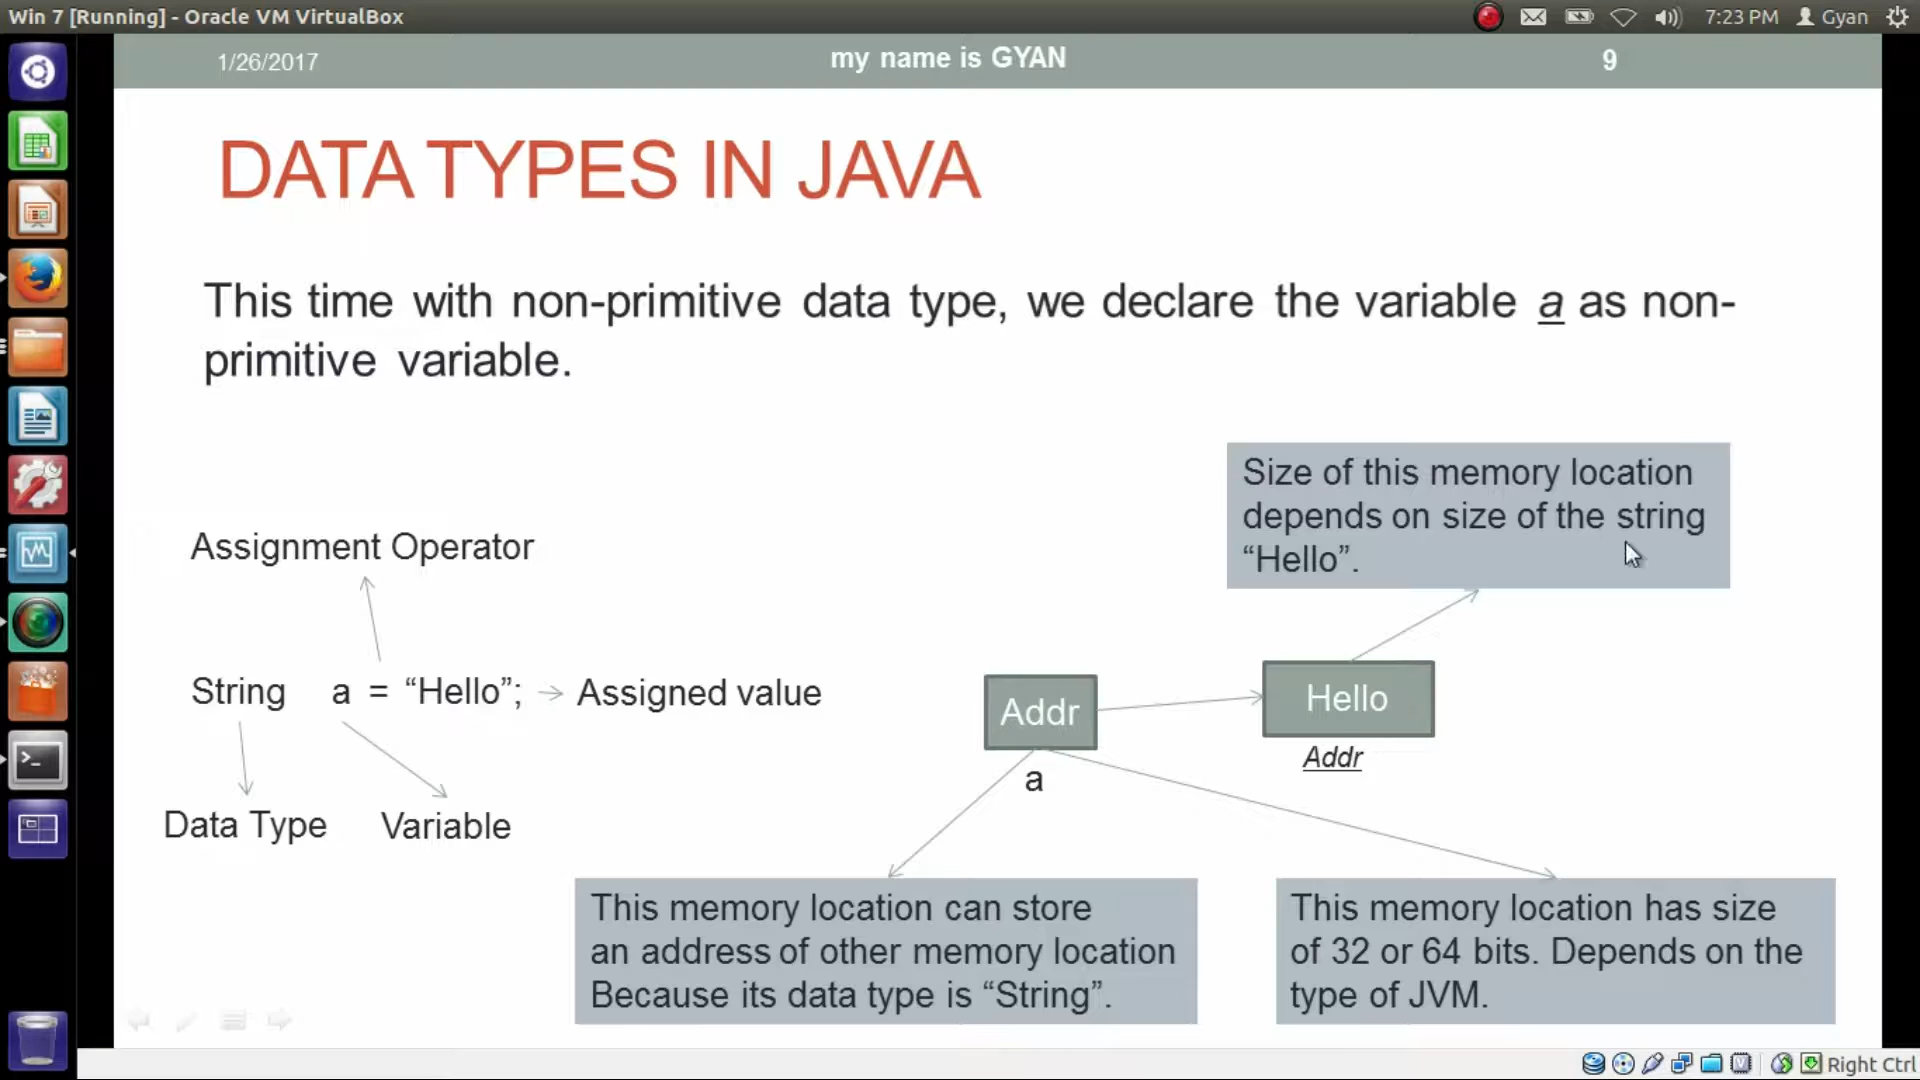 Win 7 [Running] - Oracle VM VirtualBox
7:23 PM Gyan
1/26/2017
my name is GYAN
9
DATA TYPES IN JAVA
This time with non-primitive data type, we declare the variable a as non-
primitive variable.
Size of this memory location
depends on size of the string
“Hello”.
Assignment Operator
String a = “Hello”; Assigned value
Addr
Hello
Addr
a
Data Type Variable
This memory location can store
an address of other memory location
Because its data type is “String”.
This memory location has size
of 32 or 64 bits. Depends on the
type of JVM.
Right Ctrl